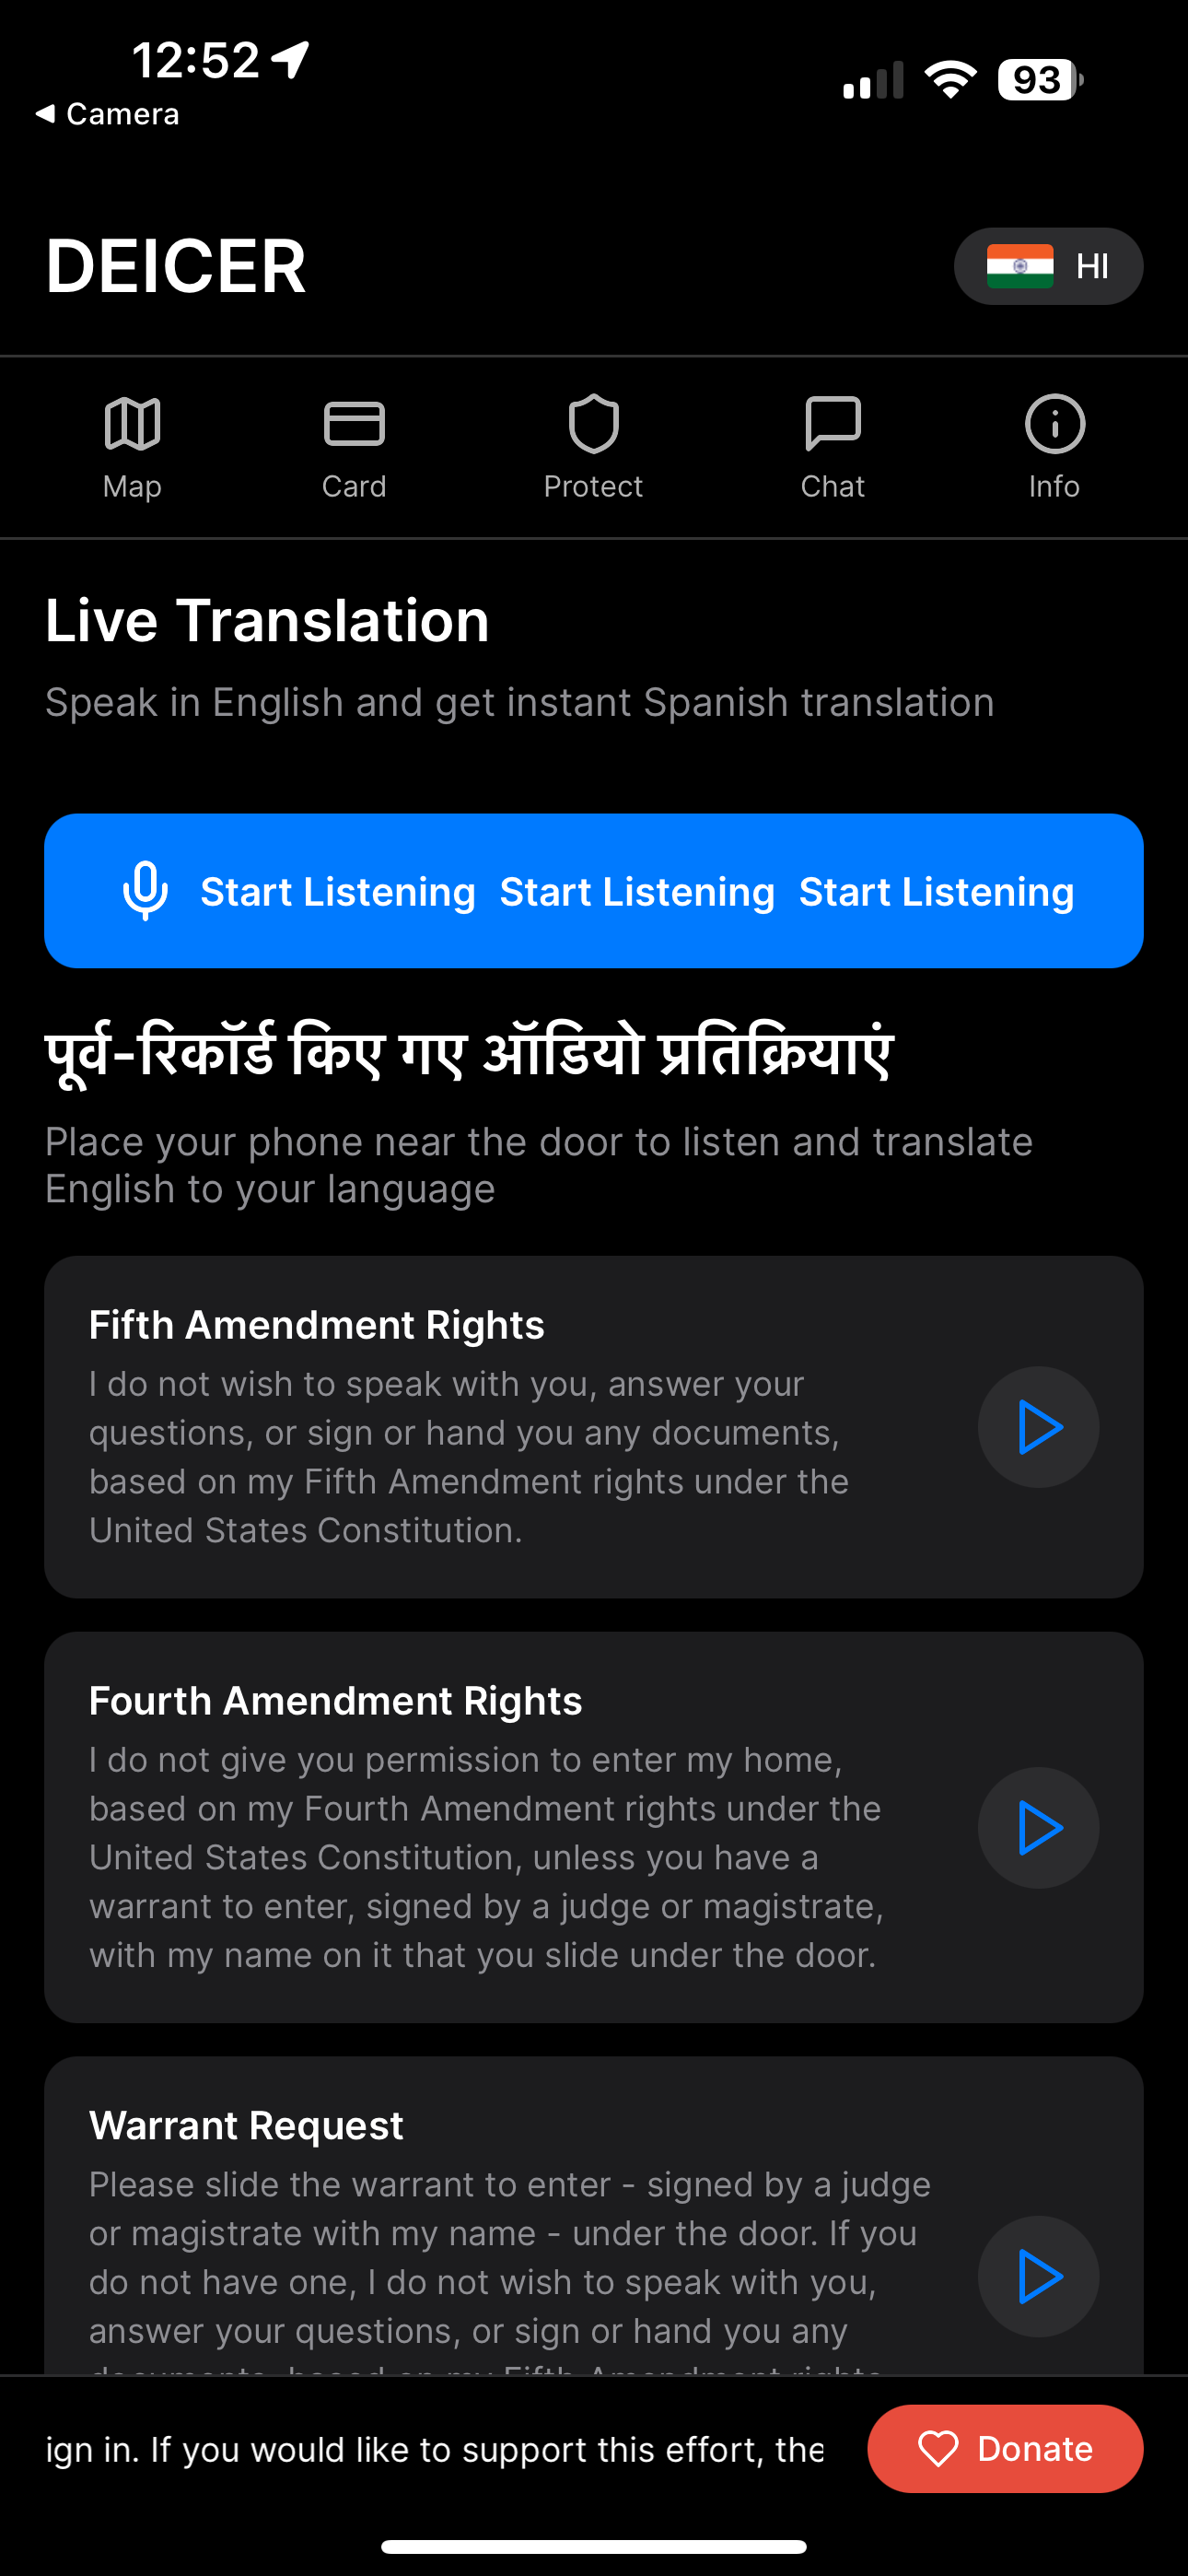 12:52
93
Camera
DEICER
HI
Map
Card
Protect
Chat
Info
Live Translation
Speak in English and get instant Spanish translation
Start Listening Start Listening Start Listening
पूर्व-रिकॉर्ड किए गए ऑडियो प्रतिक्रियाएं
Place your phone near the door to listen and translate
English to your language
Fifth Amendment Rights
I do not wish to speak with you, answer your
questions, or sign or hand you any documents,
based on my Fifth Amendment rights under the
United States Constitution.
Fourth Amendment Rights
I do not give you permission to enter my home,
based on my Fourth Amendment rights under the
United States Constitution, unless you have a
warrant to enter, signed by a judge or magistrate,
with my name on it that you slide under the door.
Warrant Request
Please slide the warrant to enter - signed by a judge
or magistrate with my name - under the door. If you
do not have one, I do not wish to speak with you,
answer your questions, or sign or hand you any
documents, based on my Fifth Amendment rights
ign in. If you would like to support this effort, the
Donate